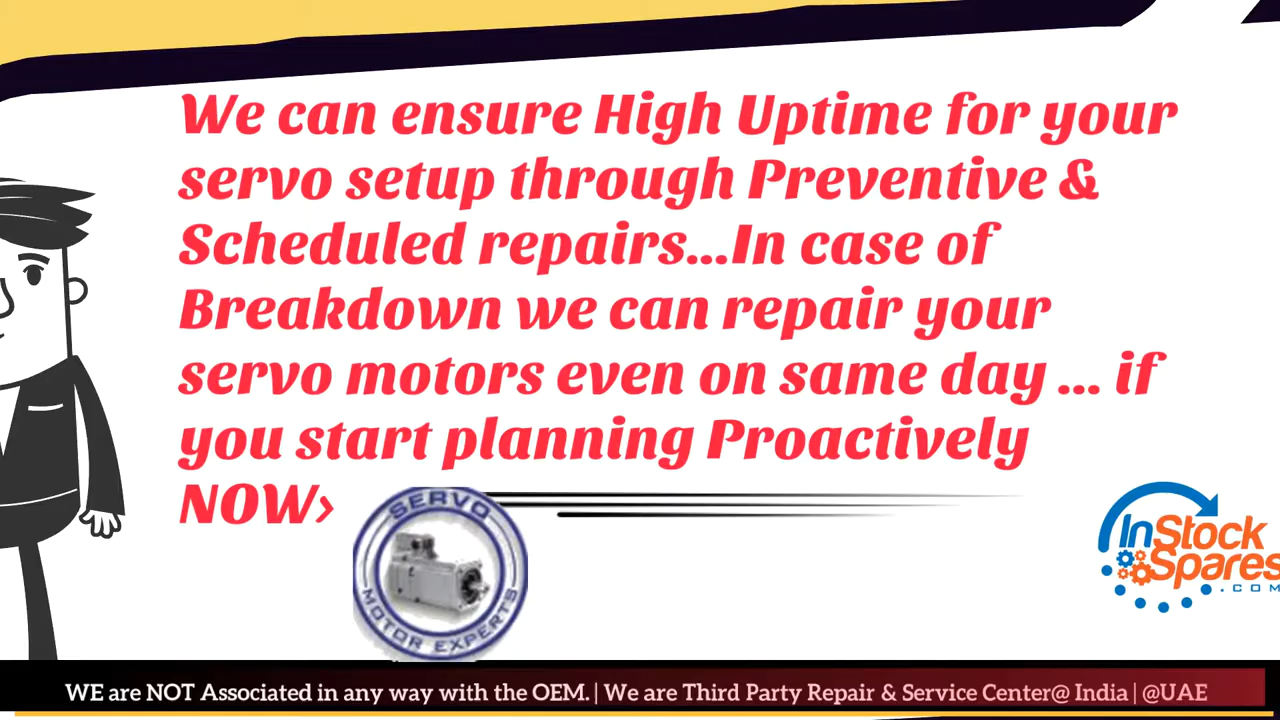 We can ensure High Uptime for your
servo setup through Preventive &
Scheduled repairs...In case of
Breakdown we can repair your
servo motors even on same day ... if
you start planning Proactively
NOW>
SERVO
MOTOR EXPERTS
InStock
Spares
.COM
WE are NOT Associated in any way with the OEM. | We are Third Party Repair & Service Center@ India | @UAE